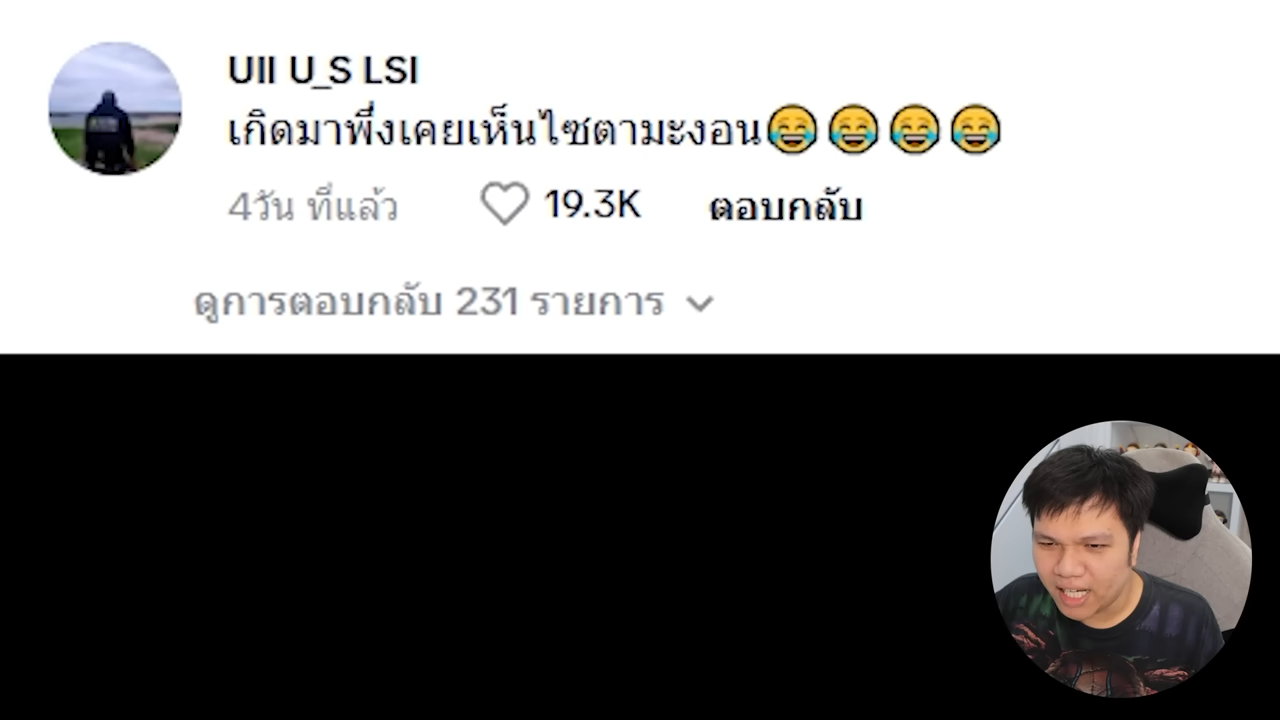 Ull U_S LSI
เกิดมาพึ่งเคยเห็นไซตามะงอน😂😂😂😂
4วัน ที่แล้ว 19.3K ตอบกลับ
ดูการตอบกลับ 231 รายการ